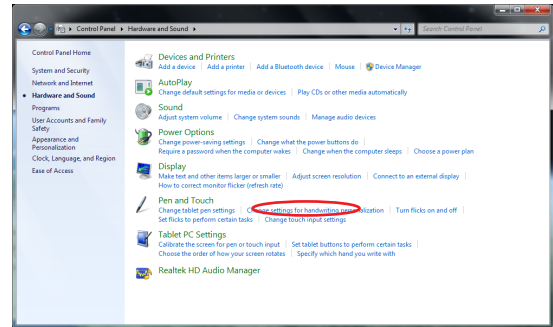 Control Panel ▸ Hardware and Sound ▸
Search Control Panel
Control Panel Home
System and Security
Network and Internet
Hardware and Sound
Programs
User Accounts and Family
Safety
Appearance and
Personalization
Clock, Language, and Region
Ease of Access
Devices and Printers
Add a device | Add a printer | Add a Bluetooth device | Mouse | Device Manager
AutoPlay
Change default settings for media or devices | Play CDs or other media automatically
Sound
Adjust system volume | Change system sounds | Manage audio devices
Power Options
Change power-saving settings | Change what the power buttons do |
Require a password when the computer wakes | Change when the computer sleeps | Choose a power plan
Display
Make text and other items larger or smaller | Adjust screen resolution | Connect to an external display |
How to correct monitor flicker (refresh rate)
Pen and Touch
Change tablet pen settings | Change settings for handwriting personalization | Turn flicks on and off |
Set flicks to perform certain tasks | Change touch input settings
Tablet PC Settings
Calibrate the screen for pen or touch input | Set tablet buttons to perform certain tasks |
Choose the order of how your screen rotates | Specify which hand you write with
Realtek HD Audio Manager